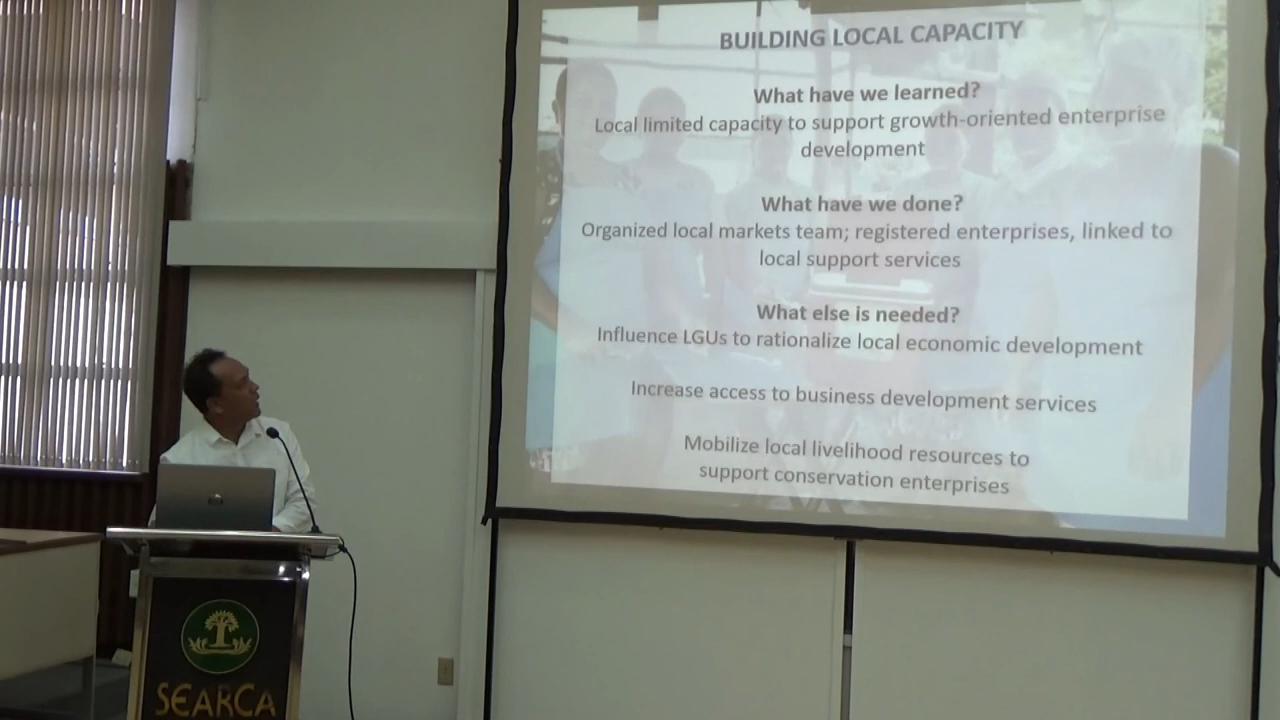 BUILDING LOCAL CAPACITY
What have we learned?
Local limited capacity to support growth-oriented enterprise
development
What have we done?
Organized local markets team; registered enterprises, linked to
local support services
What else is needed?
Influence LGUs to rationalize local economic development
Increase access to business development services
Mobilize local livelihood resources to
support conservation enterprises
SEARCA